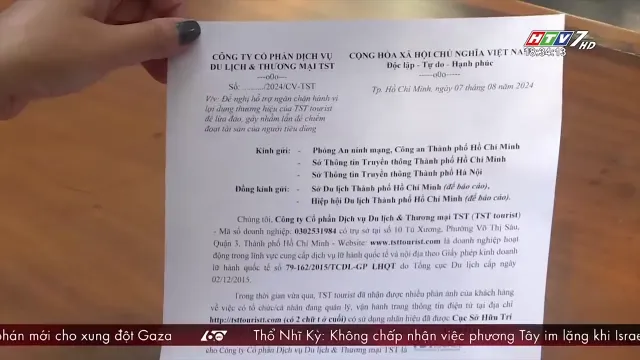 HTV7 HD
18:34:13
CÔNG TY CỔ PHẦN DỊCH VỤ
DU LỊCH & THƯƠNG MẠI TST
---o0o---
Số: ........./2024/CV-TST
V/v: Đề nghị hỗ trợ ngăn chặn hành vi
lợi dụng thương hiệu của TST tourist
để lừa đảo, gây nhầm lẫn để chiếm
đoạt tài sản của người tiêu dùng
CỘNG HÒA XÃ HỘI CHỦ NGHĨA VIỆT NAM
Độc lập - Tự do - Hạnh phúc
---o0o---
Tp. Hồ Chí Minh, ngày 07 tháng 08 năm 2024
Kính gửi: - Phòng An ninh mạng, Công an Thành phố Hồ Chí Minh
- Sở Thông tin Truyền thông Thành phố Hồ Chí Minh
- Sở Thông tin Truyền thông Thành phố Hà Nội
Đồng kính gửi: - Sở Du lịch Thành phố Hồ Chí Minh (để báo cáo),
- Hiệp hội Du lịch Thành phố Hồ Chí Minh (để báo cáo).
Chúng tôi, Công ty Cổ phần Dịch vụ Du lịch & Thương mại TST (TST tourist)
- Mã số doanh nghiệp: 0302531984 có trụ sở tại số 10 Tú Xương, Phường Võ Thị Sáu,
Quận 3, Thành phố Hồ Chí Minh - Website: www.tsttourist.com là doanh nghiệp hoạt
động trong lĩnh vực cung cấp dịch vụ lữ hành quốc tế và nội địa theo Giấy phép kinh doanh
lữ hành quốc tế số 79-162/2015/TCDL-GP LHQT do Tổng cục Du lịch cấp ngày
02/12/2015.
Trong thời gian vừa qua, TST tourist đã nhận được nhiều phản ánh của khách hàng
về việc có tổ chức/cá nhân đang quản lý, vận hành trang thông tin điện tử tại địa chỉ
http://tsttouristt.com (có 2 chữ t ở cuối) có sử dụng nhãn hiệu đã được Cục Sở Hữu Trí
cho Công ty Cổ phần Dịch vụ Du lịch & Thương mại TST là
phán mới cho xung đột Gaza
Thổ Nhĩ Kỳ: Không chấp nhận việc phương Tây im lặng khi Israe